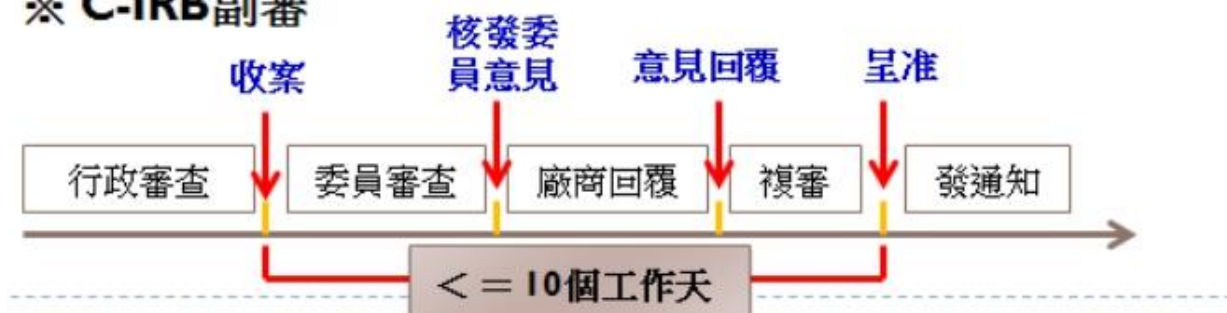 ※ C-IRB副審
收案
核發委
員意見
意見回覆
呈准
行政審查
委員審查
廠商回覆
複審
發通知
＜＝10個工作天